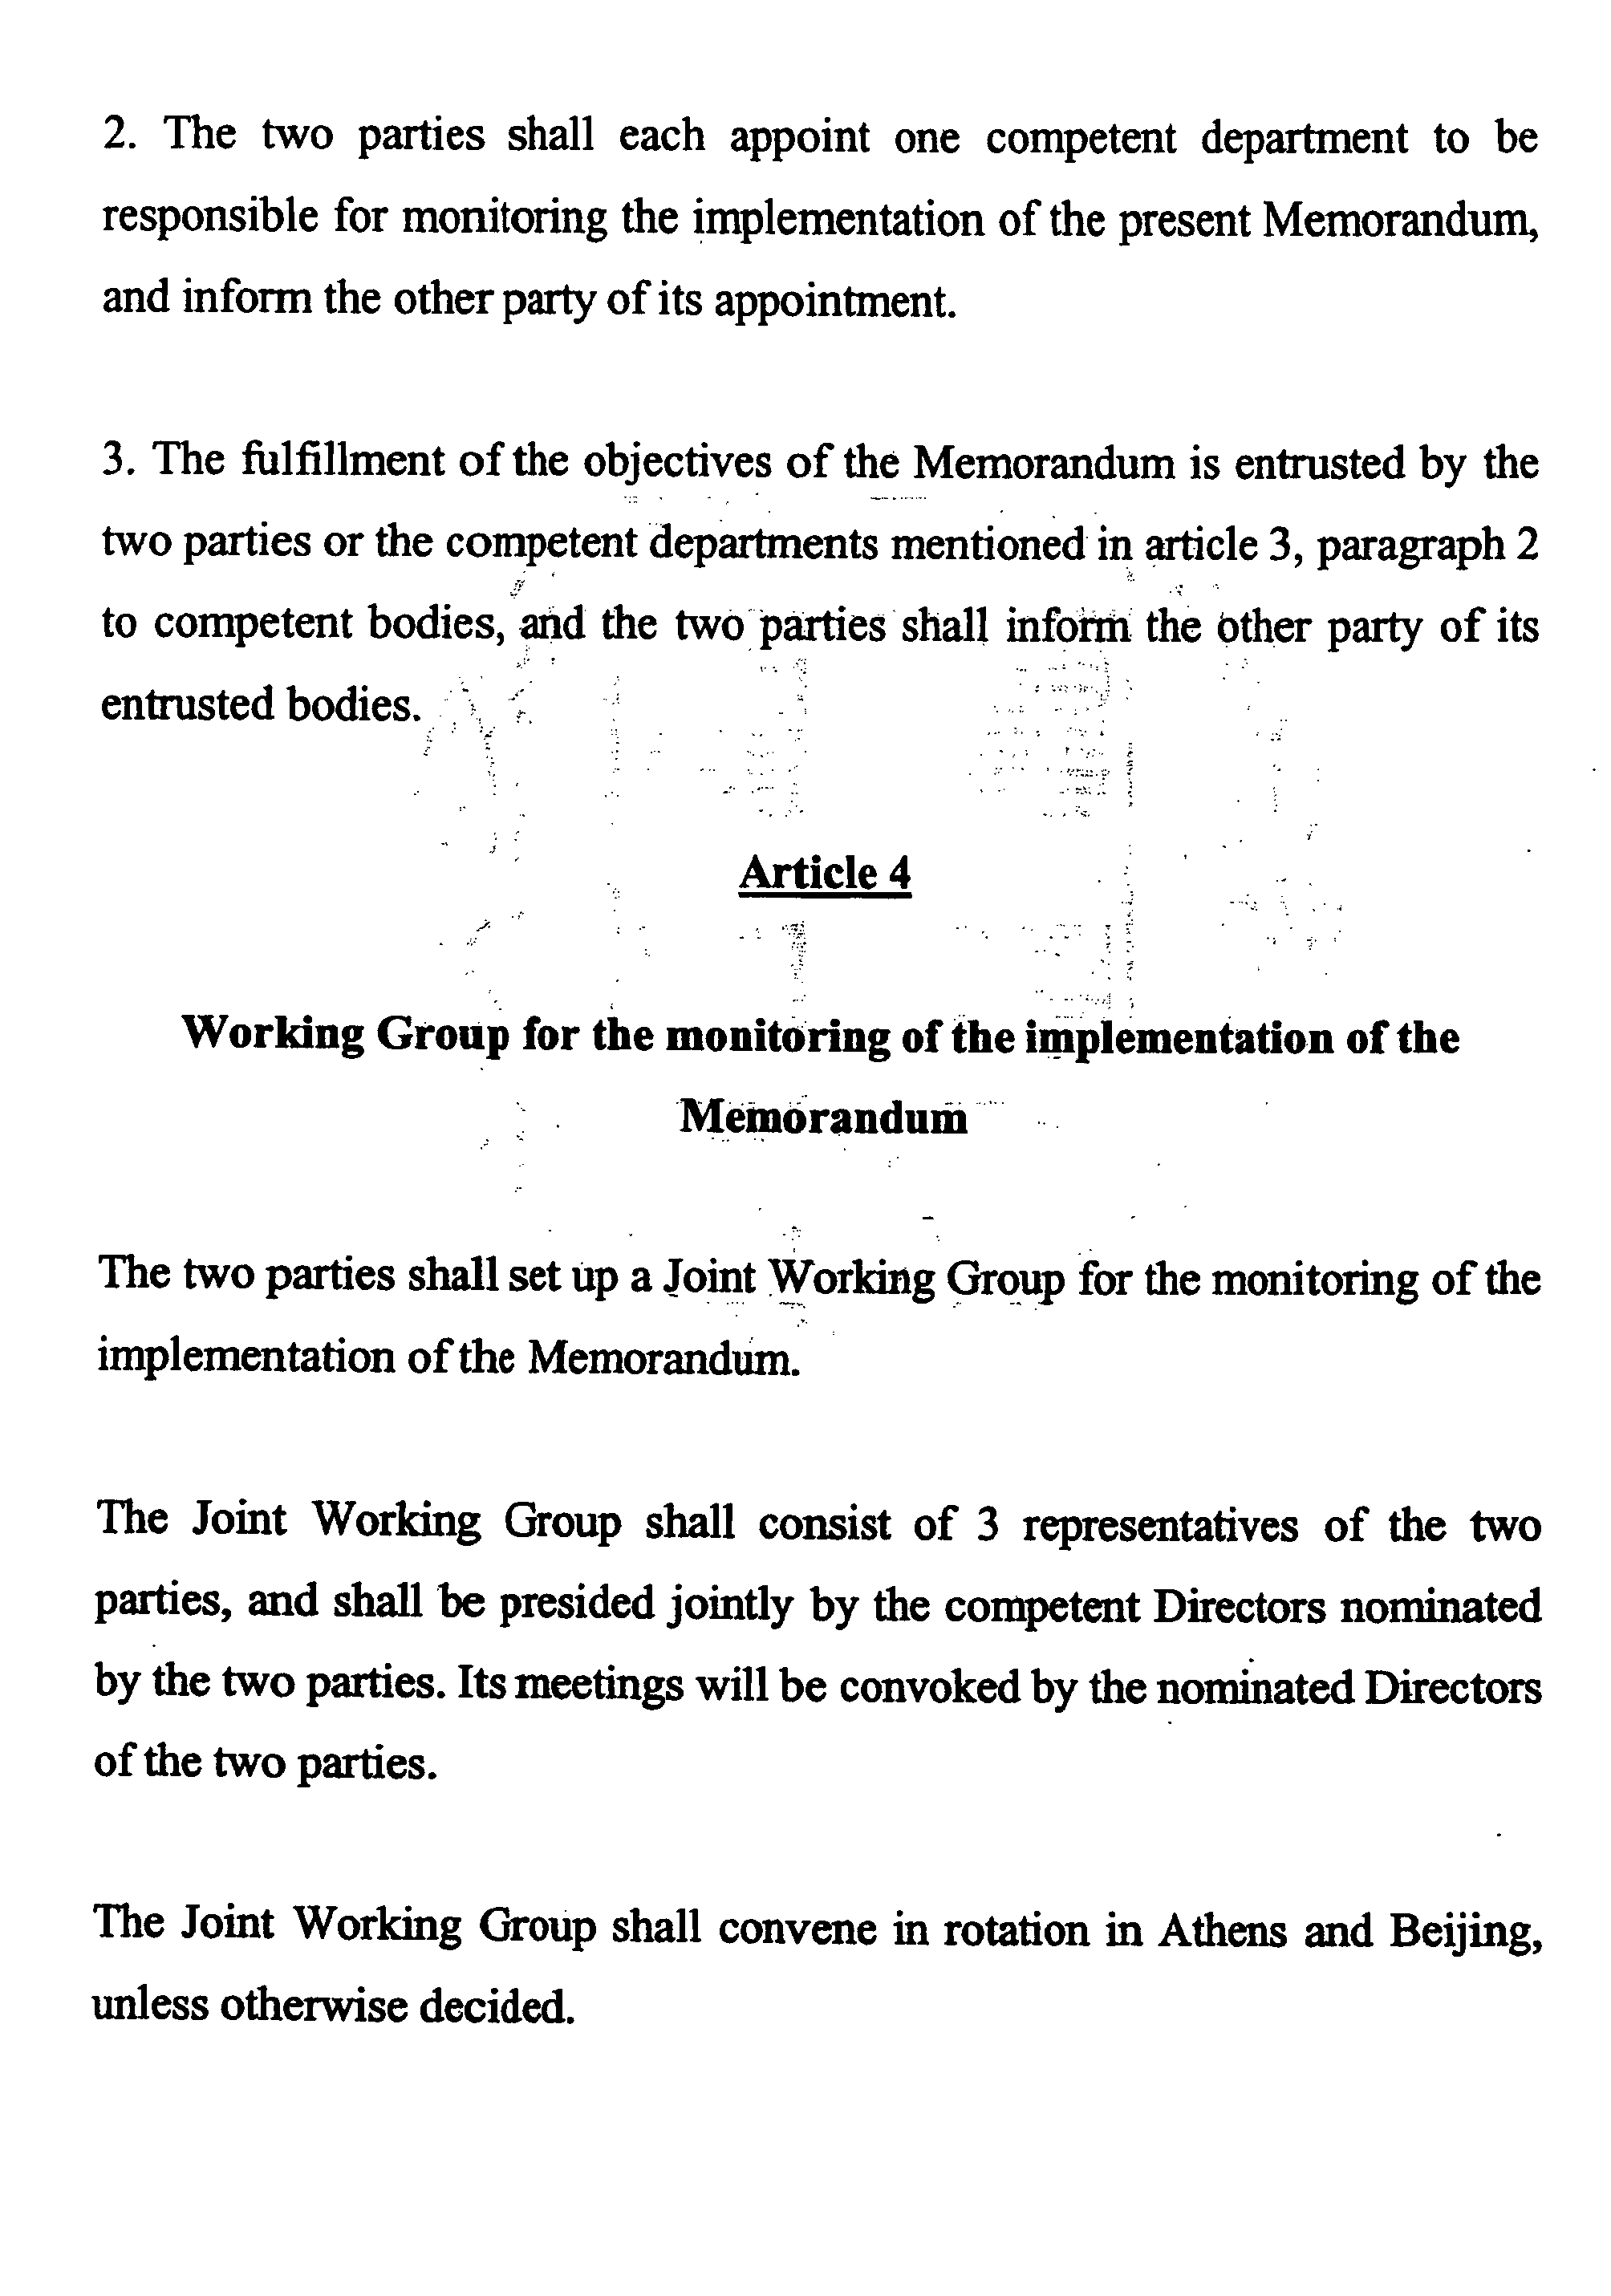 2. The two parties shall each appoint one competent department to be
responsible for monitoring the implementation of the present Memorandum,
and inform the other party of its appointment.
3. The fulfillment of the objectives of the Memorandum is entrusted by the
two parties or the competent departments mentioned in article 3, paragraph 2
to competent bodies, and the two parties shall inform the other party of its
entrusted bodies.
Article 4
Working Group for the monitoring of the implementation of the
Memorandum
The two parties shall set up a Joint Working Group for the monitoring of the
implementation of the Memorandum.
The Joint Working Group shall consist of 3 representatives of the two
parties, and shall be presided jointly by the competent Directors nominated
by the two parties. Its meetings will be convoked by the nominated Directors
of the two parties.
The Joint Working Group shall convene in rotation in Athens and Beijing,
unless otherwise decided.